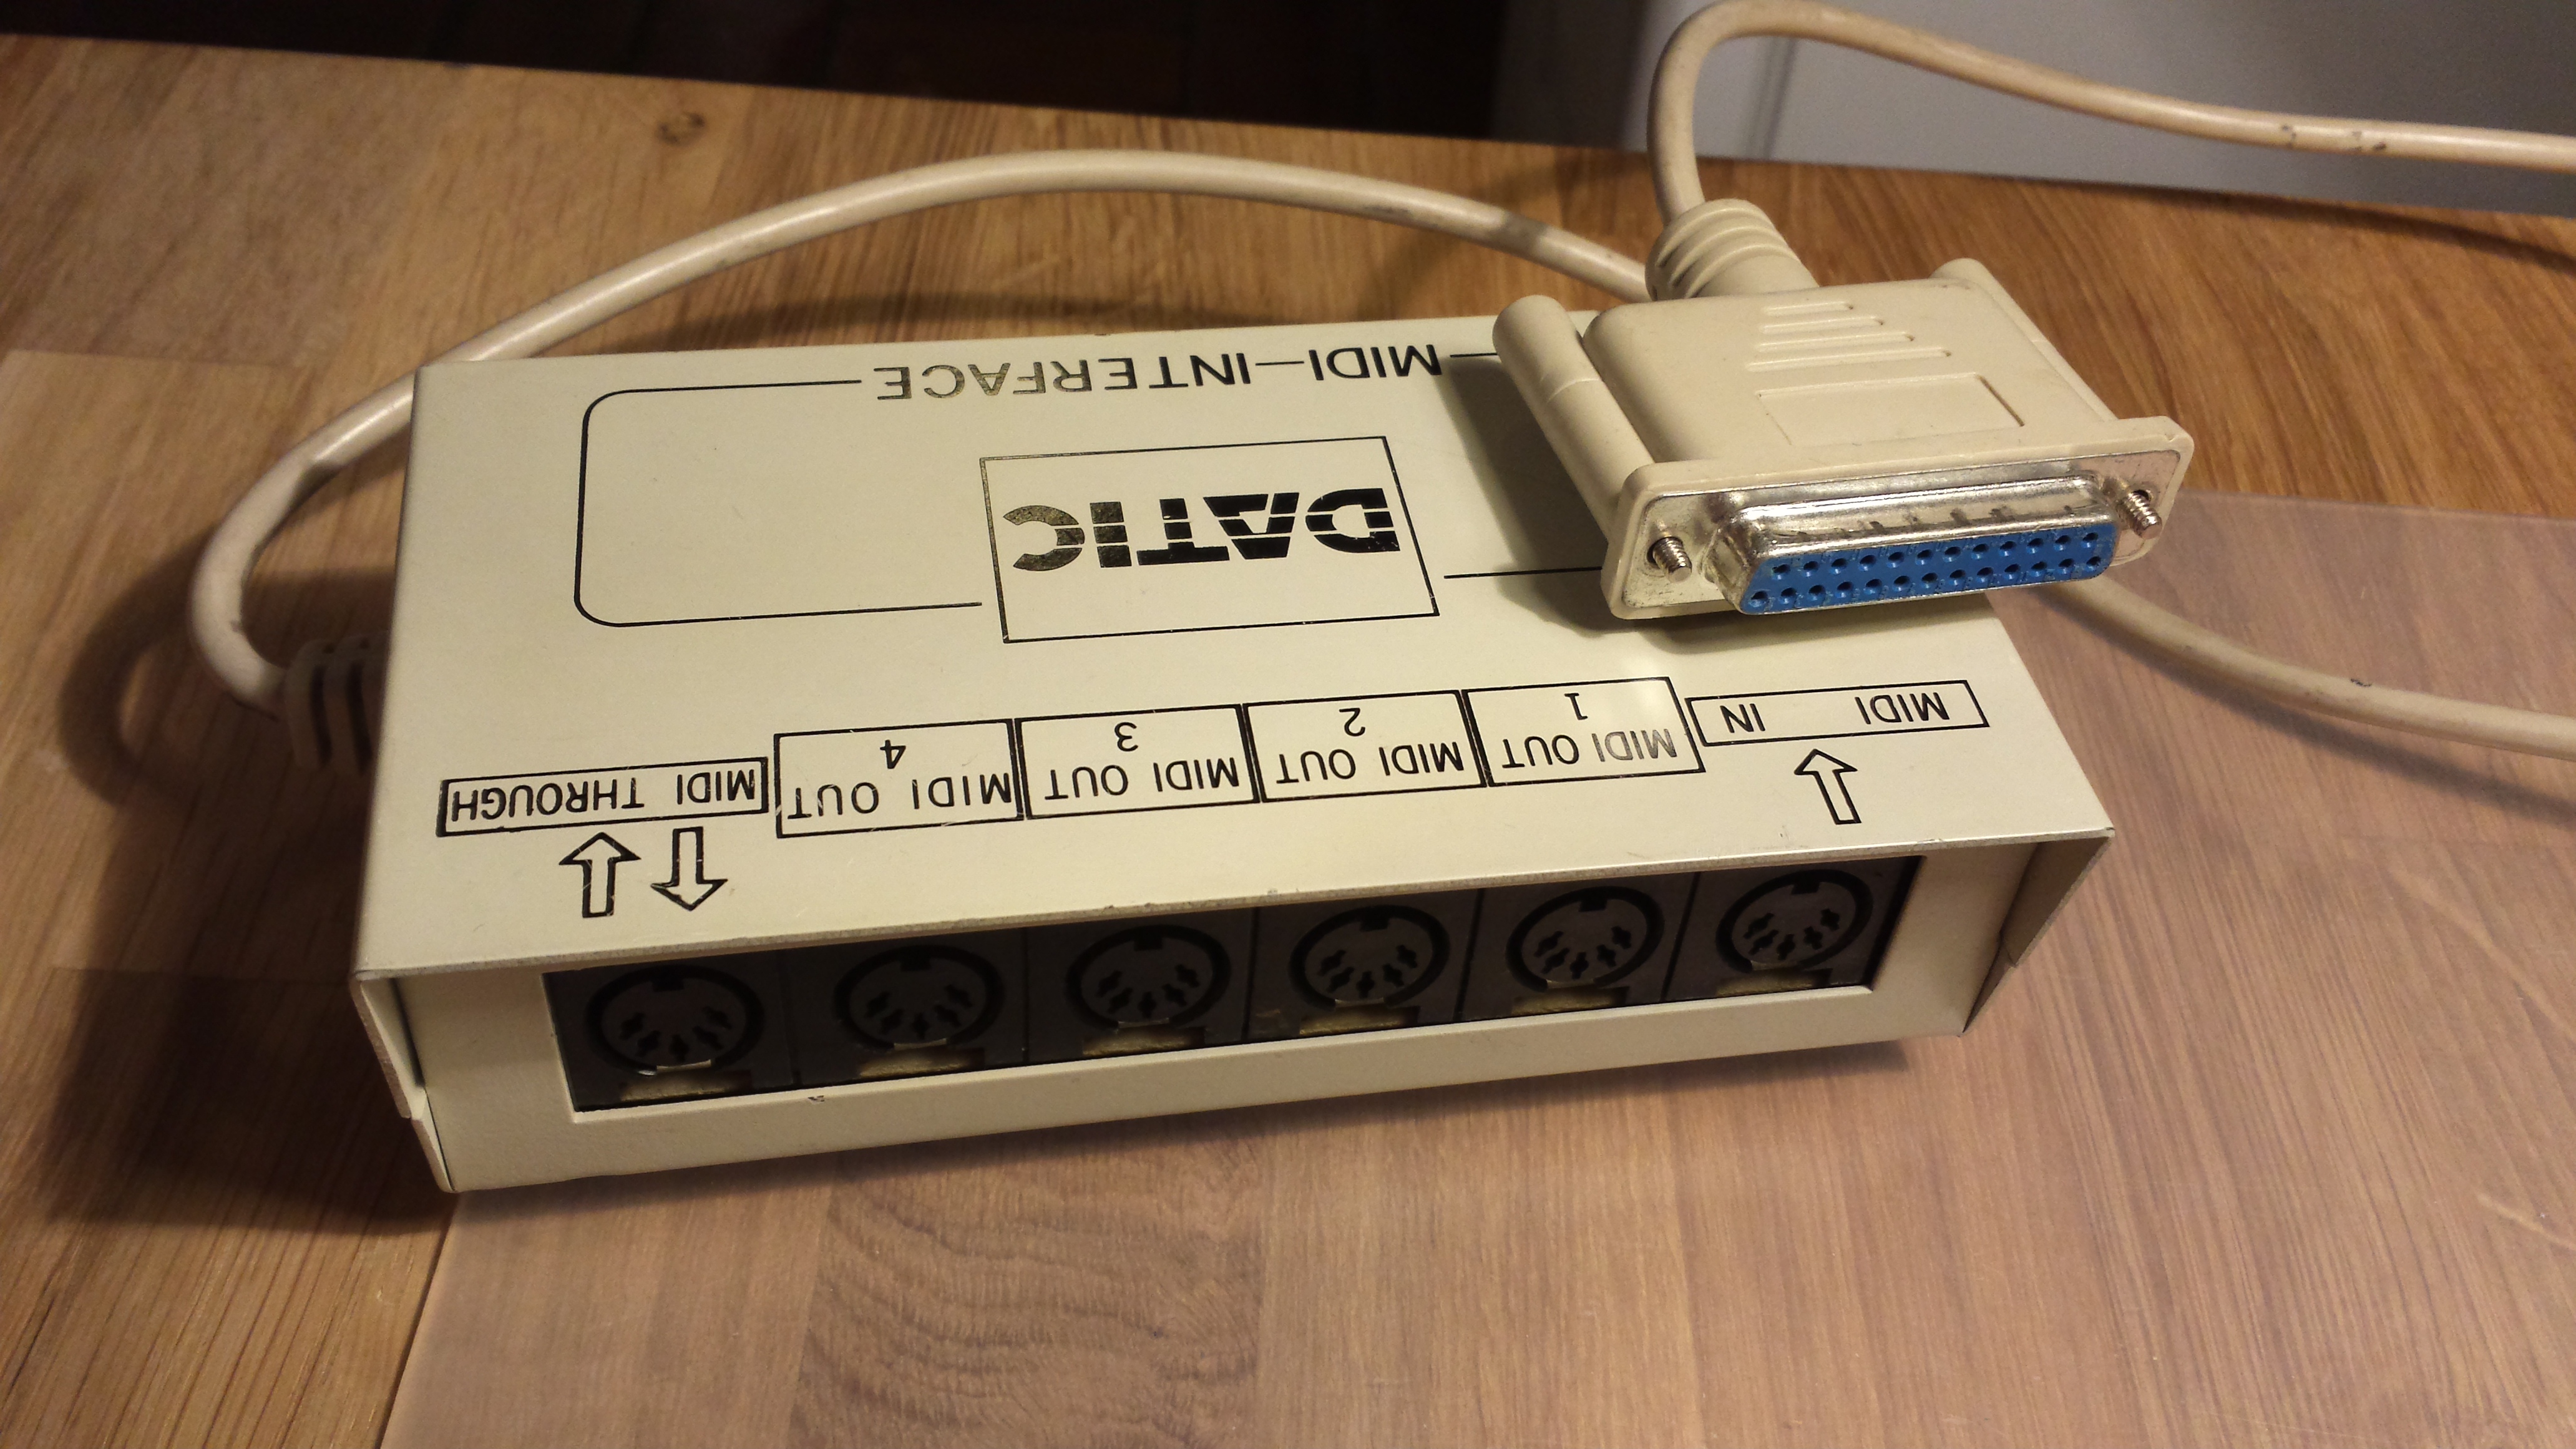 MIDI-INTERFACE
DATIC
MIDI IN
MIDI OUT
1
MIDI OUT
2
MIDI OUT
3
MIDI OUT
4
MIDI THROUGH